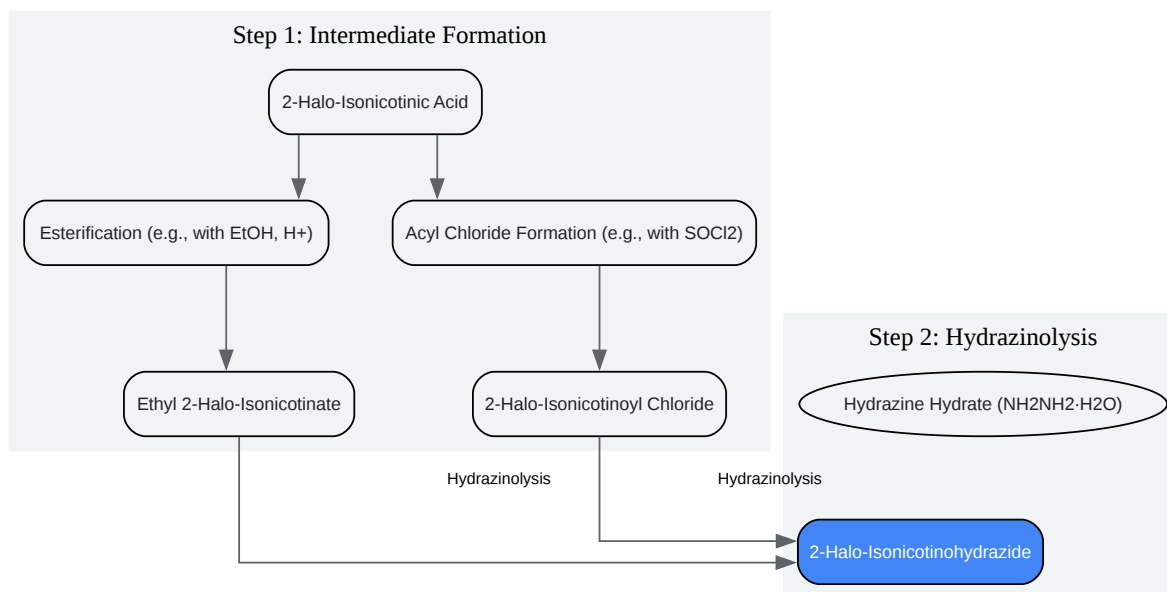 Step 1: Intermediate Formation
2-Halo-Isonicotinic Acid
Esterification (e.g., with EtOH, H+)
Acyl Chloride Formation (e.g., with SOCl2)
Step 2: Hydrazinolysis
Ethyl 2-Halo-Isonicotinate
2-Halo-Isonicotinoyl Chloride
Hydrazine Hydrate (NH2NH2·H2O)
Hydrazinolysis
Hydrazinolysis
2-Halo-Isonicotinohydrazide